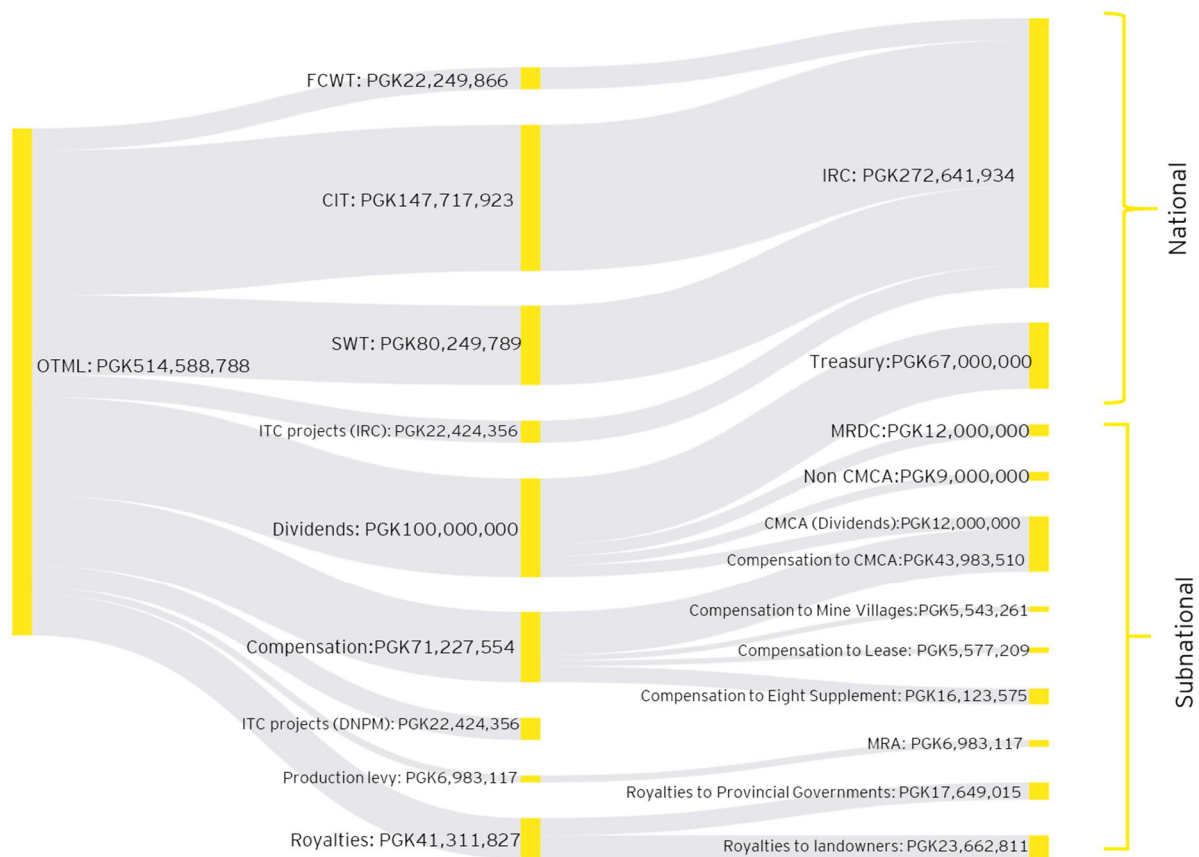 OTML: PGK514,588,788
FCWT: PGK22,249,866
CIT: PGK147,717,923
SWT: PGK80,249,789
ITC projects (IRC): PGK22,424,356
Dividends: PGK100,000,000
Compensation:PGK71,227,554
ITC projects (DNPM): PGK22,424,356
Production levy: PGK6,983,117
Royalties: PGK41,311,827
IRC: PGK272,641,934
Treasury:PGK67,000,000
MRDC:PGK12,000,000
Non CMCA:PGK9,000,000
CMCA (Dividends):PGK12,000,000
Compensation to CMCA:PGK43,983,510
Compensation to Mine Villages:PGK5,543,261
Compensation to Lease: PGK5,577,209
Compensation to Eight Supplement: PGK16,123,575
MRA: PGK6,983,117
Royalties to Provincial Governments: PGK17,649,015
Royalties to landowners: PGK23,662,811
National
Subnational